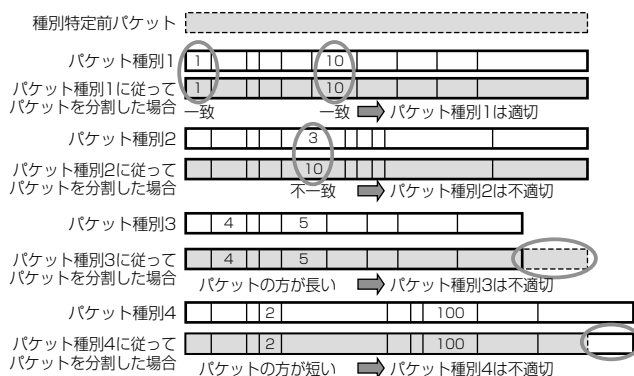 種別特定前パケット
パケット種別1 1 10
パケット種別1に従って
パケットを分割した場合 1 10
一致 一致 パケット種別1は適切
パケット種別2 3
パケット種別2に従って
パケットを分割した場合 10
不一致 パケット種別2は不適切
パケット種別3 4 5
パケット種別3に従って
パケットを分割した場合 4 5
パケットの方が長い パケット種別3は不適切
パケット種別4 2 100
パケット種別4に従って
パケットを分割した場合 2 100
パケットの方が短い パケット種別4は不適切